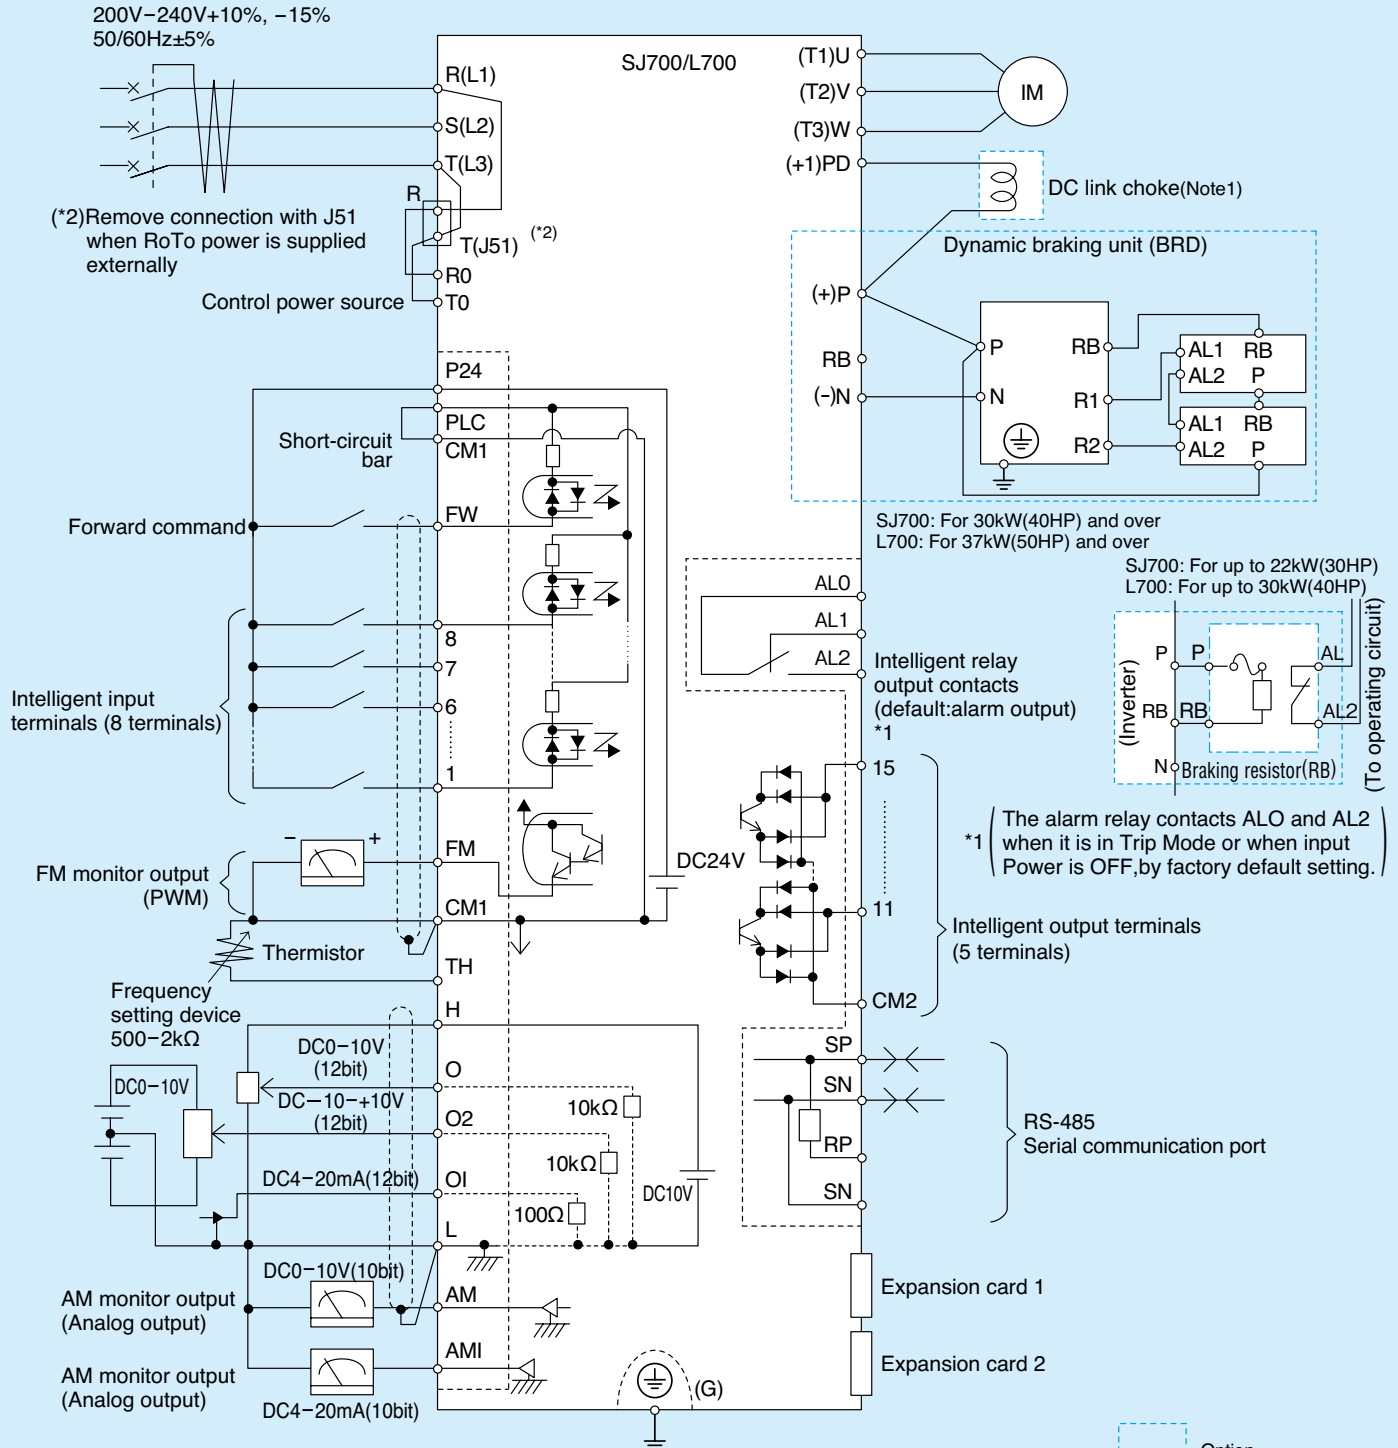 200V−240V+10%, −15%
50/60Hz±5%
SJ700/L700
R(L1)
S(L2)
T(L3)
R
T(J51) (*2)
R0
T0
(*2)Remove connection with J51
when RoTo power is supplied
externally
Control power source
(T1)U
(T2)V
(T3)W
IM
(+1)PD
DC link choke(Note1)
Dynamic braking unit (BRD)
(+)P
RB
(−)N
P
N
RB
R1
R2
AL1 RB
AL2 P
AL1 RB
AL2 P
SJ700: For 30kW(40HP) and over
L700: For 37kW(50HP) and over
P24
PLC
CM1
Short-circuit
bar
Forward command
FW
8
7
6
1
Intelligent input
terminals (8 terminals)
− +
FM
FM monitor output
(PWM)
CM1
Thermistor
TH
DC24V
AL0
AL1
AL2
Intelligent relay
output contacts
(default:alarm output)
*1
SJ700: For up to 22kW(30HP)
L700: For up to 30kW(40HP)
(Inverter)
P P AL
RB RB AL2
N Braking resistor(RB)
(To operating circuit)
*1 The alarm relay contacts ALO and AL2
when it is in Trip Mode or when input
Power is OFF,by factory default setting.
15
11
CM2
Intelligent output terminals
(5 terminals)
Frequency
setting device
500−2kΩ
H
DC0−10V
(12bit)
O
DC0−10V
DC−10-+10V
(12bit)
O2
DC4−20mA(12bit)
OI
L
10kΩ
10kΩ
100Ω
DC10V
DC0−10V(10bit)
AM monitor output
(Analog output)
AM
AM monitor output
(Analog output)
AMI
DC4−20mA(10bit)
SP
SN
RP
SN
RS-485
Serial communication port
Expansion card 1
Expansion card 2
(G)